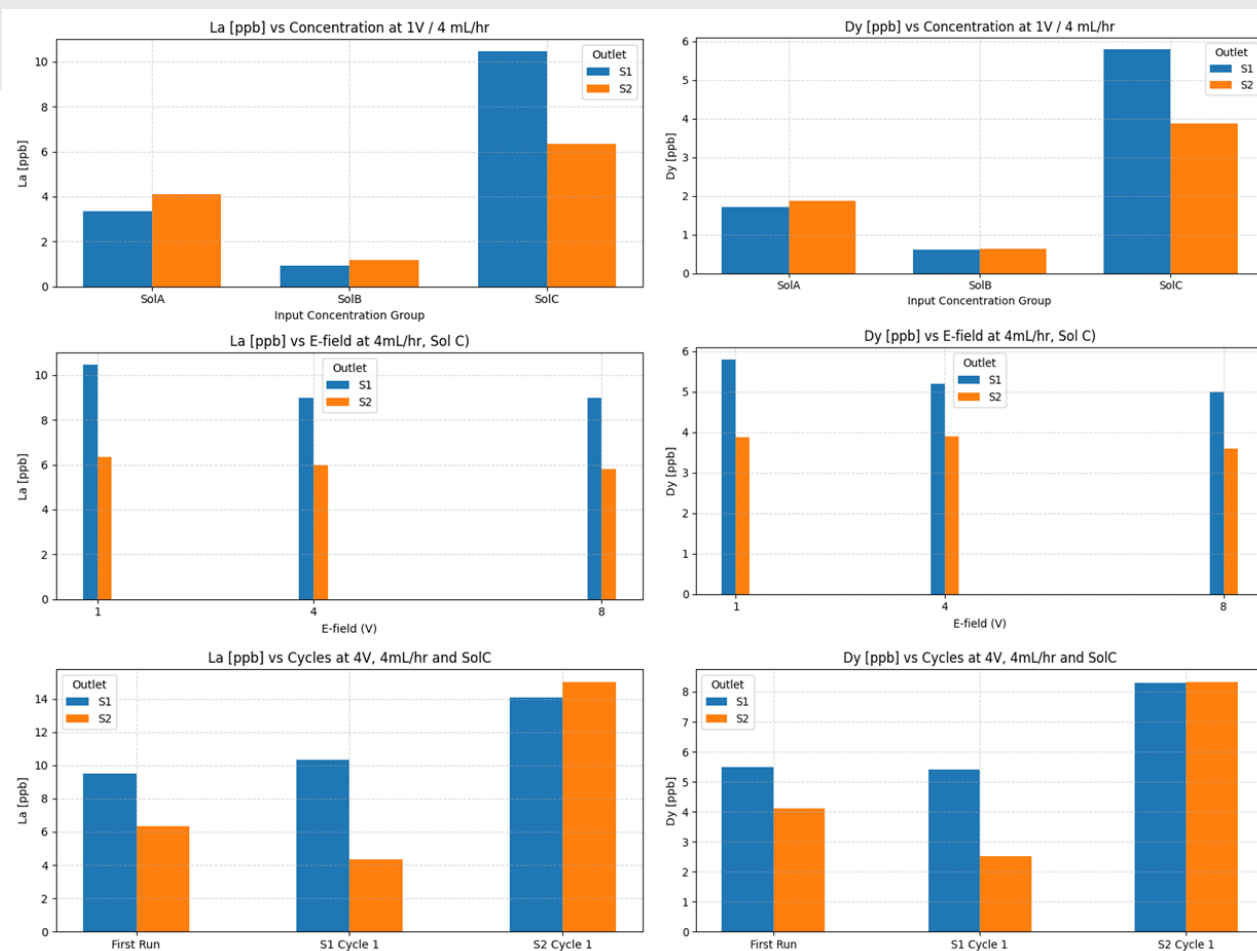 La [ppb] vs Concentration at 1V / 4 mL/hr
La [ppb]
10
8
6
4
2
0
Outlet
S1
S2
SolA SolB SolC
Input Concentration Group
Dy [ppb] vs Concentration at 1V / 4 mL/hr
Dy [ppb]
6
5
4
3
2
1
0
Outlet
S1
S2
SolA SolB SolC
Input Concentration Group
La [ppb] vs E-field at 4mL/hr, Sol C)
La [ppb]
10
8
6
4
2
0
Outlet
S1
S2
1 4 8
E-field (V)
Dy [ppb] vs E-field at 4mL/hr, Sol C)
Dy [ppb]
6
5
4
3
2
1
0
Outlet
S1
S2
1 4 8
E-field (V)
La [ppb] vs Cycles at 4V, 4mL/hr and SolC
La [ppb]
14
12
10
8
6
4
2
0
Outlet
S1
S2
First Run S1 Cycle 1 S2 Cycle 1
Dy [ppb] vs Cycles at 4V, 4mL/hr and SolC
Dy [ppb]
8
7
6
5
4
3
2
1
0
Outlet
S1
S2
First Run S1 Cycle 1 S2 Cycle 1